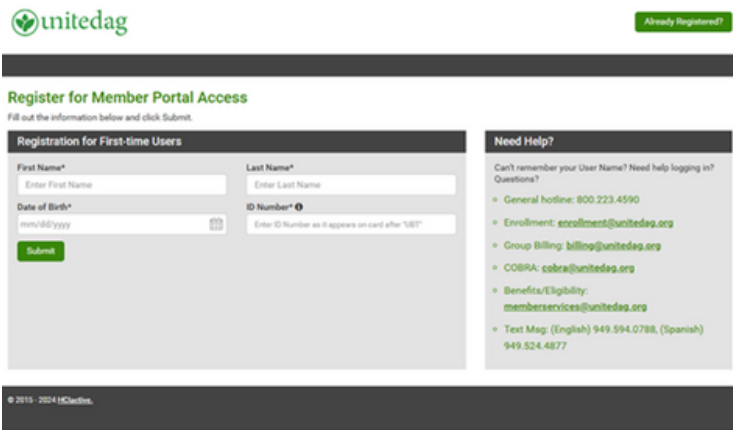 unitedag
Already Registered?
Register for Member Portal Access
Fill out the information below and click Submit.
Registration for First-time Users
First Name*
Last Name*
Enter First Name
Enter Last Name
Date of Birth*
ID Number*
mm/dd/yyyy
Enter ID Number as it appears on card after "UBT"
Submit
Need Help?
Can't remember your User Name? Need help logging in?
Questions?
General hotline: 800.223.4590
Enrollment: enrollment@unitedag.org
Group Billing: billing@unitedag.org
COBRA: cobra@unitedag.org
Benefits/Eligibility:
memberservices@unitedag.org
Text Msg: (English) 949.594.0788, (Spanish)
949.524.4877
© 2015 - 2024 HCIactive.